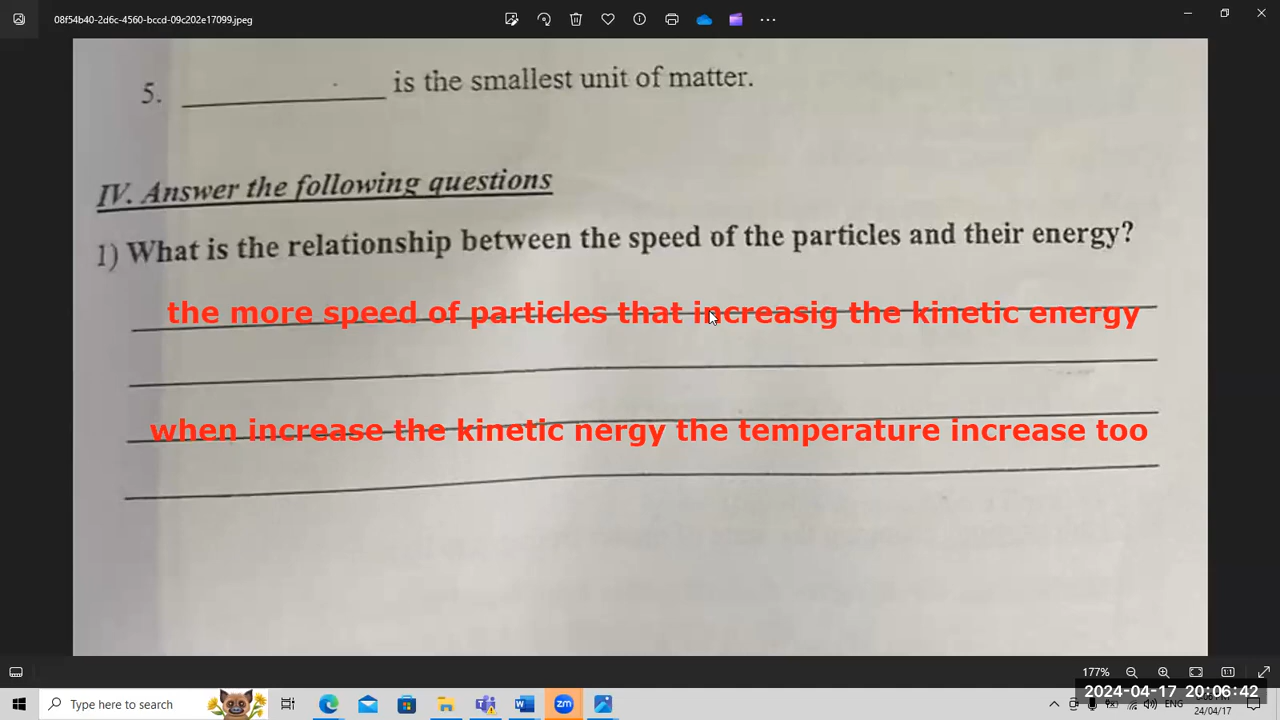 08f54b40-2d6c-4560-bccd-09c202e17099.jpeg
5. ____________ is the smallest unit of matter.
IV. Answer the following questions
1) What is the relationship between the speed of the particles and their energy?
the more speed of particles that increasig the kinetic energy
when increase the kinetic nergy the temperature increase too
177%
Type here to search
zm
ENG
2024-04-17 20:06:42
24/04/17